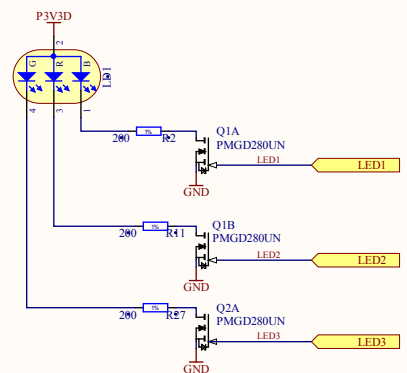 P3V3D
2
G
R
B
LD1
4
3
1
200
1%
R2
Q1A
PMGD280UN
LED1
LED1
GND
200
1%
R11
Q1B
PMGD280UN
LED2
LED2
GND
200
1%
R27
Q2A
PMGD280UN
LED3
LED3
GND